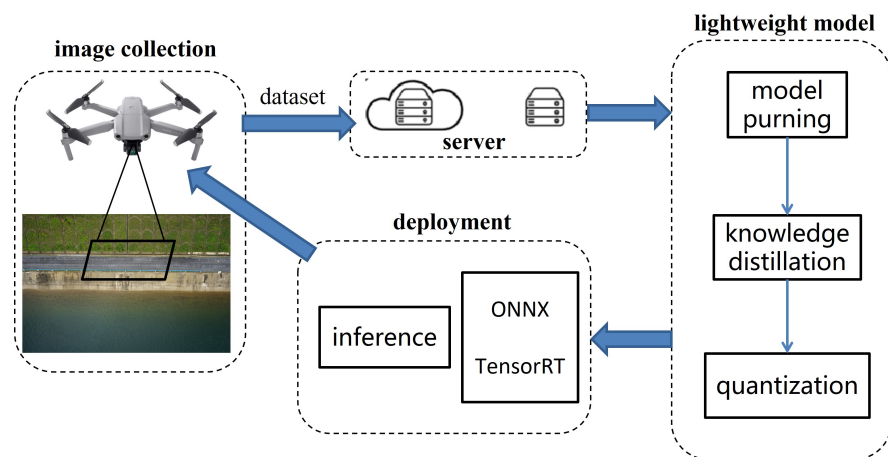 image collection
dataset
server
lightweight model
model
purning
knowledge
distillation
quantization
deployment
inference
ONNX
TensorRT